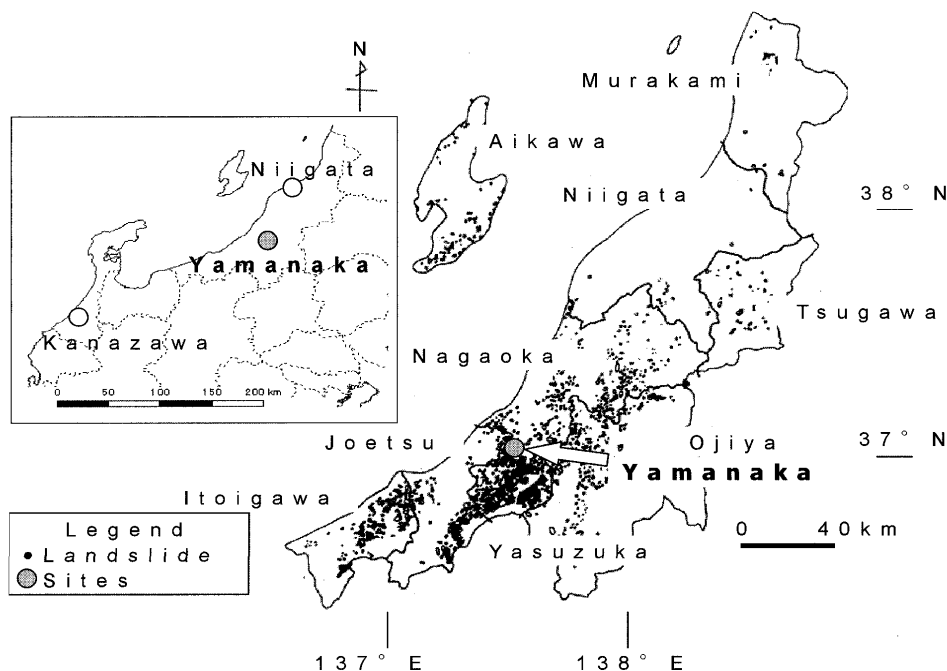 N
Murakami
Aikawa
Niigata
Niigata
38° N
Yamanaka
Tsugawa
Kanazawa
Nagaoka
0 50 100 150 200 km
Joetsu
Ojiya
37° N
Yamanaka
Itoigawa
Legend
Landslide
Sites
Yasuzuka
0 40km
137° E
138° E